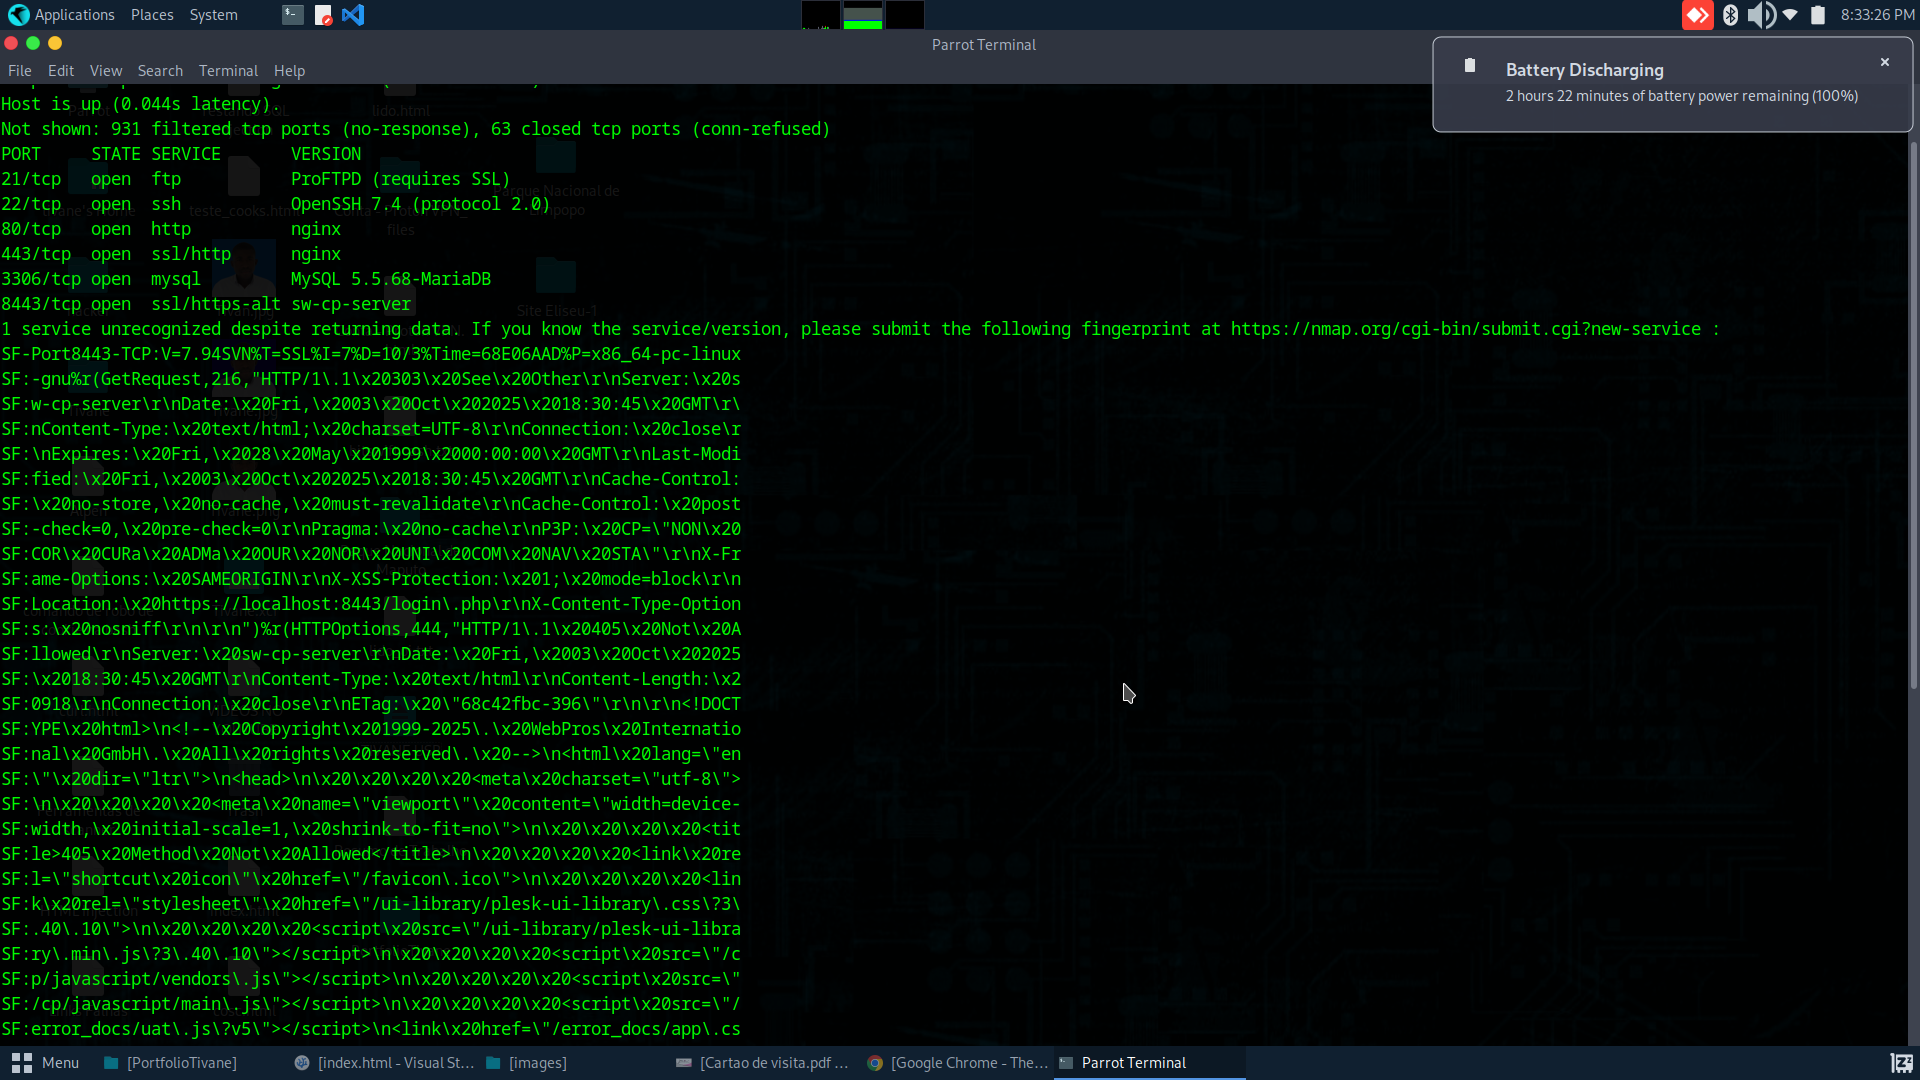 Applications Places System
8:33:26 PM
Parrot Terminal
File Edit View Search Terminal Help
Battery Discharging
2 hours 22 minutes of battery power remaining (100%)
Host is up (0.044s latency).
Not shown: 931 filtered tcp ports (no-response), 63 closed tcp ports (conn-refused)
PORT STATE SERVICE VERSION
21/tcp open ftp ProFTPD (requires SSL)
22/tcp open ssh OpenSSH 7.4 (protocol 2.0)
80/tcp open http nginx
443/tcp open ssl/http nginx
3306/tcp open mysql MySQL 5.5.68-MariaDB
8443/tcp open ssl/https-alt sw-cp-server
1 service unrecognized despite returning data. If you know the service/version, please submit the following fingerprint at https://nmap.org/cgi-bin/submit.cgi?new-service :
SF-Port8443-TCP:V=7.94SVN%T=SSL%I=7%D=10/3%Time=68E06AAD%P=x86_64-pc-linux
SF:-gnu%r(GetRequest,216,"HTTP/1\.1\x20303\x20See\x20Other\r\nServer:\x20s
SF:w-cp-server\r\nDate:\x20Fri,\x2003\x20Oct\x202025\x2018:30:45\x20GMT\r\
SF:nContent-Type:\x20text/html;\x20charset=UTF-8\r\nConnection:\x20close\r
SF:\nExpires:\x20Fri,\x2028\x20May\x201999\x2000:00:00\x20GMT\r\nLast-Modi
SF:fied:\x20Fri,\x2003\x20Oct\x202025\x2018:30:45\x20GMT\r\nCache-Control:
SF:\x20no-store,\x20no-cache,\x20must-revalidate\r\nCache-Control:\x20post
SF:-check=0,\x20pre-check=0\r\nPragma:\x20no-cache\r\nP3P:\x20CP=\"NON\x20
SF:COR\x20CURa\x20ADMa\x20OUR\x20NOR\x20UNI\x20COM\x20NAV\x20STA\"\r\nX-Fr
SF:ame-Options:\x20SAMEORIGIN\r\nX-XSS-Protection:\x201;\x20mode=block\r\n
SF:Location:\x20https://localhost:8443/login\.php\r\nX-Content-Type-Option
SF:s:\x20nosniff\r\n\r\n")%r(HTTPOptions,444,"HTTP/1\.1\x20405\x20Not\x20A
SF:llowed\r\nServer:\x20sw-cp-server\r\nDate:\x20Fri,\x2003\x20Oct\x202025
SF:\x2018:30:45\x20GMT\r\nContent-Type:\x20text/html\r\nContent-Length:\x2
SF:0918\r\nConnection:\x20close\r\nETag:\x20\"68c42fbc-396\"\r\n\r\n<!DOCT
SF:YPE\x20html>\n<!--\x20Copyright\x201999-2025\.\x20WebPros\x20Internatio
SF:nal\x20GmbH\.\x20All\x20rights\x20reserved\.\x20-->\n<html\x20lang=\"en
SF:\"\x20dir=\"ltr\">\n<head>\n\x20\x20\x20\x20<meta\x20charset=\"utf-8\">
SF:\n\x20\x20\x20\x20<meta\x20name=\"viewport\"\x20content=\"width=device-
SF:width,\x20initial-scale=1,\x20shrink-to-fit=no\">\n\x20\x20\x20\x20<tit
SF:le>405\x20Method\x20Not\x20Allowed</title>\n\x20\x20\x20\x20<link\x20re
SF:l=\"shortcut\x20icon\"\x20href=\"/favicon\.ico\">\n\x20\x20\x20\x20<lin
SF:k\x20rel=\"stylesheet\"\x20href=\"/ui-library/plesk-ui-library\.css\?3\
SF:.40\.10\">\n\x20\x20\x20\x20<script\x20src=\"/ui-library/plesk-ui-libra
SF:ry\.min\.js\?3\.40\.10\"></script>\n\x20\x20\x20\x20<script\x20src=\"/c
SF:p/javascript/vendors\.js\"></script>\n\x20\x20\x20\x20<script\x20src=\"
SF:/cp/javascript/main\.js\"></script>\n\x20\x20\x20\x20<script\x20src=\"/
SF:error_docs/uat\.js\?v5\"></script>\n<link\x20href=\"/error_docs/app\.cs
Menu [PortfolioTivane] [index.html - Visual St... [images] [Cartao de visita.pdf ... [Google Chrome - The... Parrot Terminal